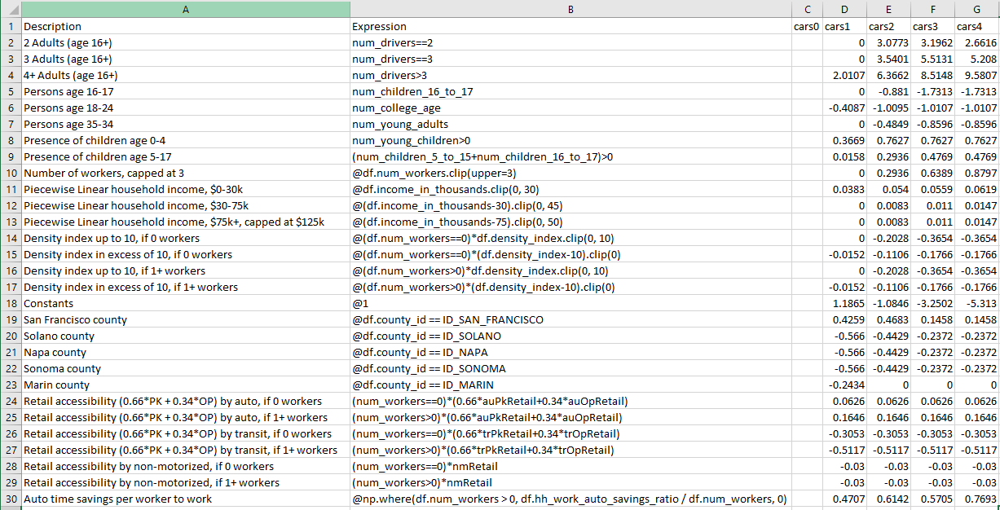 A B C D E F G
1 Description Expression cars0 cars1 cars2 cars3 cars4
2 2 Adults (age 16+) num_drivers==2 0 3.0773 3.1962 2.6616
3 3 Adults (age 16+) num_drivers==3 0 3.5401 5.5131 5.208
4 4+ Adults (age 16+) num_drivers>3 2.0107 6.3662 8.5148 9.5807
5 Persons age 16-17 num_children_16_to_17 0 -0.881 -1.7313 -1.7313
6 Persons age 18-24 num_college_age -0.4087 -1.0095 -1.0107 -1.0107
7 Persons age 35-34 num_young_adults 0 -0.4849 -0.8596 -0.8596
8 Presence of children age 0-4 num_young_children>0 0.3669 0.7627 0.7627 0.7627
9 Presence of children age 5-17 (num_children_5_to_15+num_children_16_to_17)>0 0.0158 0.2936 0.4769 0.4769
10 Number of workers, capped at 3 @df.num_workers.clip(upper=3) 0 0.2936 0.6389 0.8797
11 Piecewise Linear household income, $0-30k @df.income_in_thousands.clip(0, 30) 0.0383 0.054 0.0559 0.0619
12 Piecewise Linear household income, $30-75k @(df.income_in_thousands-30).clip(0, 45) 0 0.0083 0.011 0.0147
13 Piecewise Linear household income, $75k+, capped at $125k @(df.income_in_thousands-75).clip(0, 50) 0 0.0083 0.011 0.0147
14 Density index up to 10, if 0 workers @(df.num_workers==0)*df.density_index.clip(0, 10) 0 -0.2028 -0.3654 -0.3654
15 Density index in excess of 10, if 0 workers @(df.num_workers==0)*(df.density_index-10).clip(0) -0.0152 -0.1106 -0.1766 -0.1766
16 Density index up to 10, if 1+ workers @(df.num_workers>0)*df.density_index.clip(0, 10) 0 -0.2028 -0.3654 -0.3654
17 Density index in excess of 10, if 1+ workers @(df.num_workers>0)*(df.density_index-10).clip(0) -0.0152 -0.1106 -0.1766 -0.1766
18 Constants @1 1.1865 -1.0846 -3.2502 -5.313
19 San Francisco county @df.county_id == ID_SAN_FRANCISCO 0.4259 0.4683 0.1458 0.1458
20 Solano county @df.county_id == ID_SOLANO -0.566 -0.4429 -0.2372 -0.2372
21 Napa county @df.county_id == ID_NAPA -0.566 -0.4429 -0.2372 -0.2372
22 Sonoma county @df.county_id == ID_SONOMA -0.566 -0.4429 -0.2372 -0.2372
23 Marin county @df.county_id == ID_MARIN -0.2434 0 0 0
24 Retail accessibility (0.66*PK + 0.34*OP) by auto, if 0 workers (num_workers==0)*(0.66*auPkRetail+0.34*auOpRetail) 0.0626 0.0626 0.0626 0.0626
25 Retail accessibility (0.66*PK + 0.34*OP) by auto, if 1+ workers (num_workers>0)*(0.66*auPkRetail+0.34*auOpRetail) 0.1646 0.1646 0.1646 0.1646
26 Retail accessibility (0.66*PK + 0.34*OP) by transit, if 0 workers (num_workers==0)*(0.66*trPkRetail+0.34*trOpRetail) -0.3053 -0.3053 -0.3053 -0.3053
27 Retail accessibility (0.66*PK + 0.34*OP) by transit, if 1+ workers (num_workers>0)*(0.66*trPkRetail+0.34*trOpRetail) -0.5117 -0.5117 -0.5117 -0.5117
28 Retail accessibility by non-motorized, if 0 workers (num_workers==0)*nmRetail -0.03 -0.03 -0.03 -0.03
29 Retail accessibility by non-motorized, if 1+ workers (num_workers>0)*nmRetail -0.03 -0.03 -0.03 -0.03
30 Auto time savings per worker to work @np.where(df.num_workers > 0, df.hh_work_auto_savings_ratio / df.num_workers, 0) 0.4707 0.6142 0.5705 0.7693